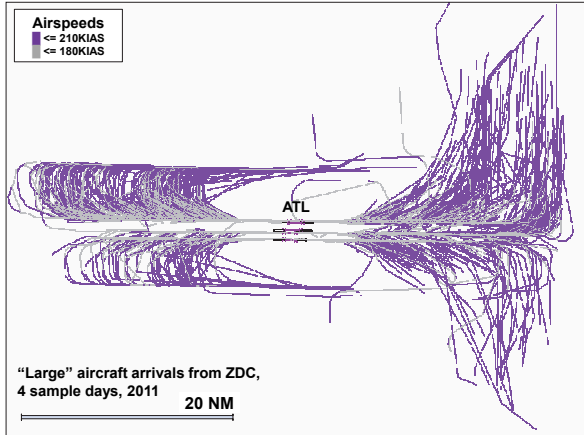 Airspeeds
<= 210KIAS
<= 180KIAS
ATL
“Large” aircraft arrivals from ZDC,
4 sample days, 2011
20 NM